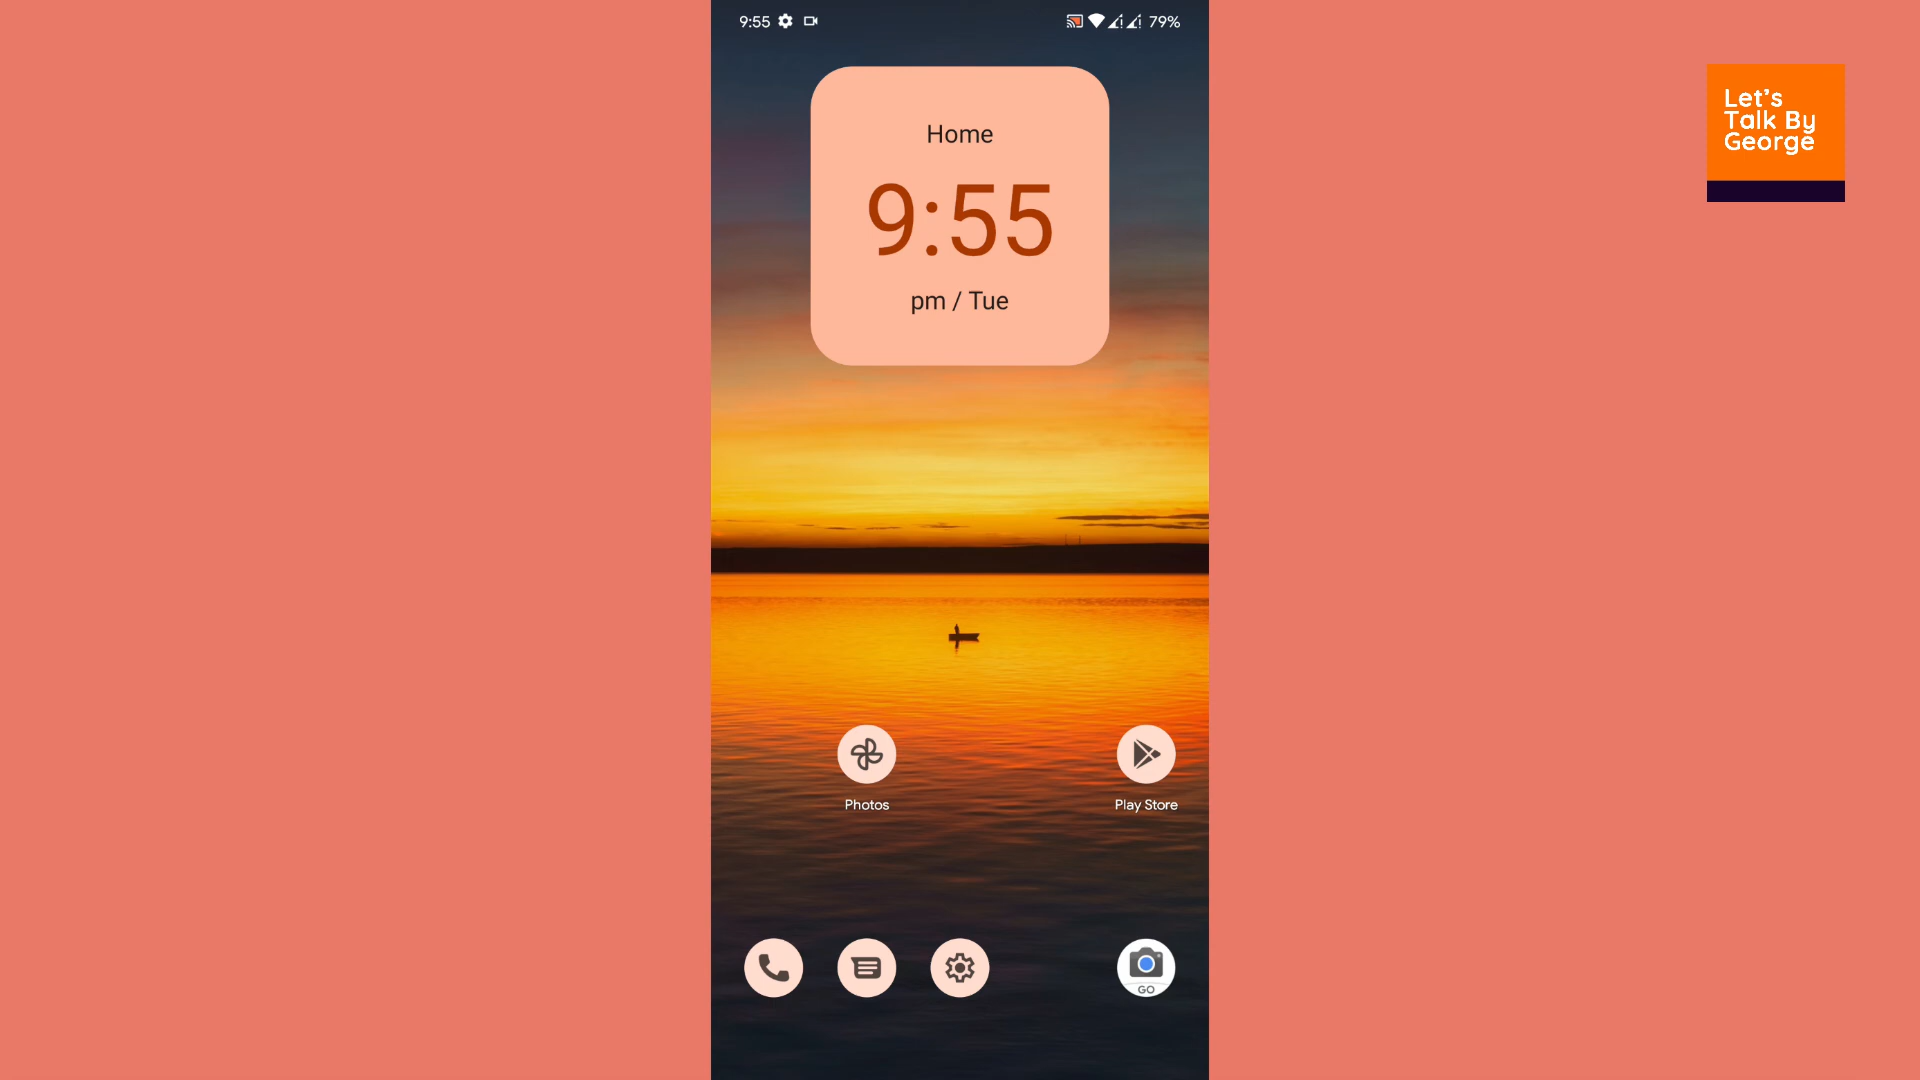 9:55
79%
Let's
Talk By
George
Home
9:55
pm / Tue
Photos
Play Store
GO